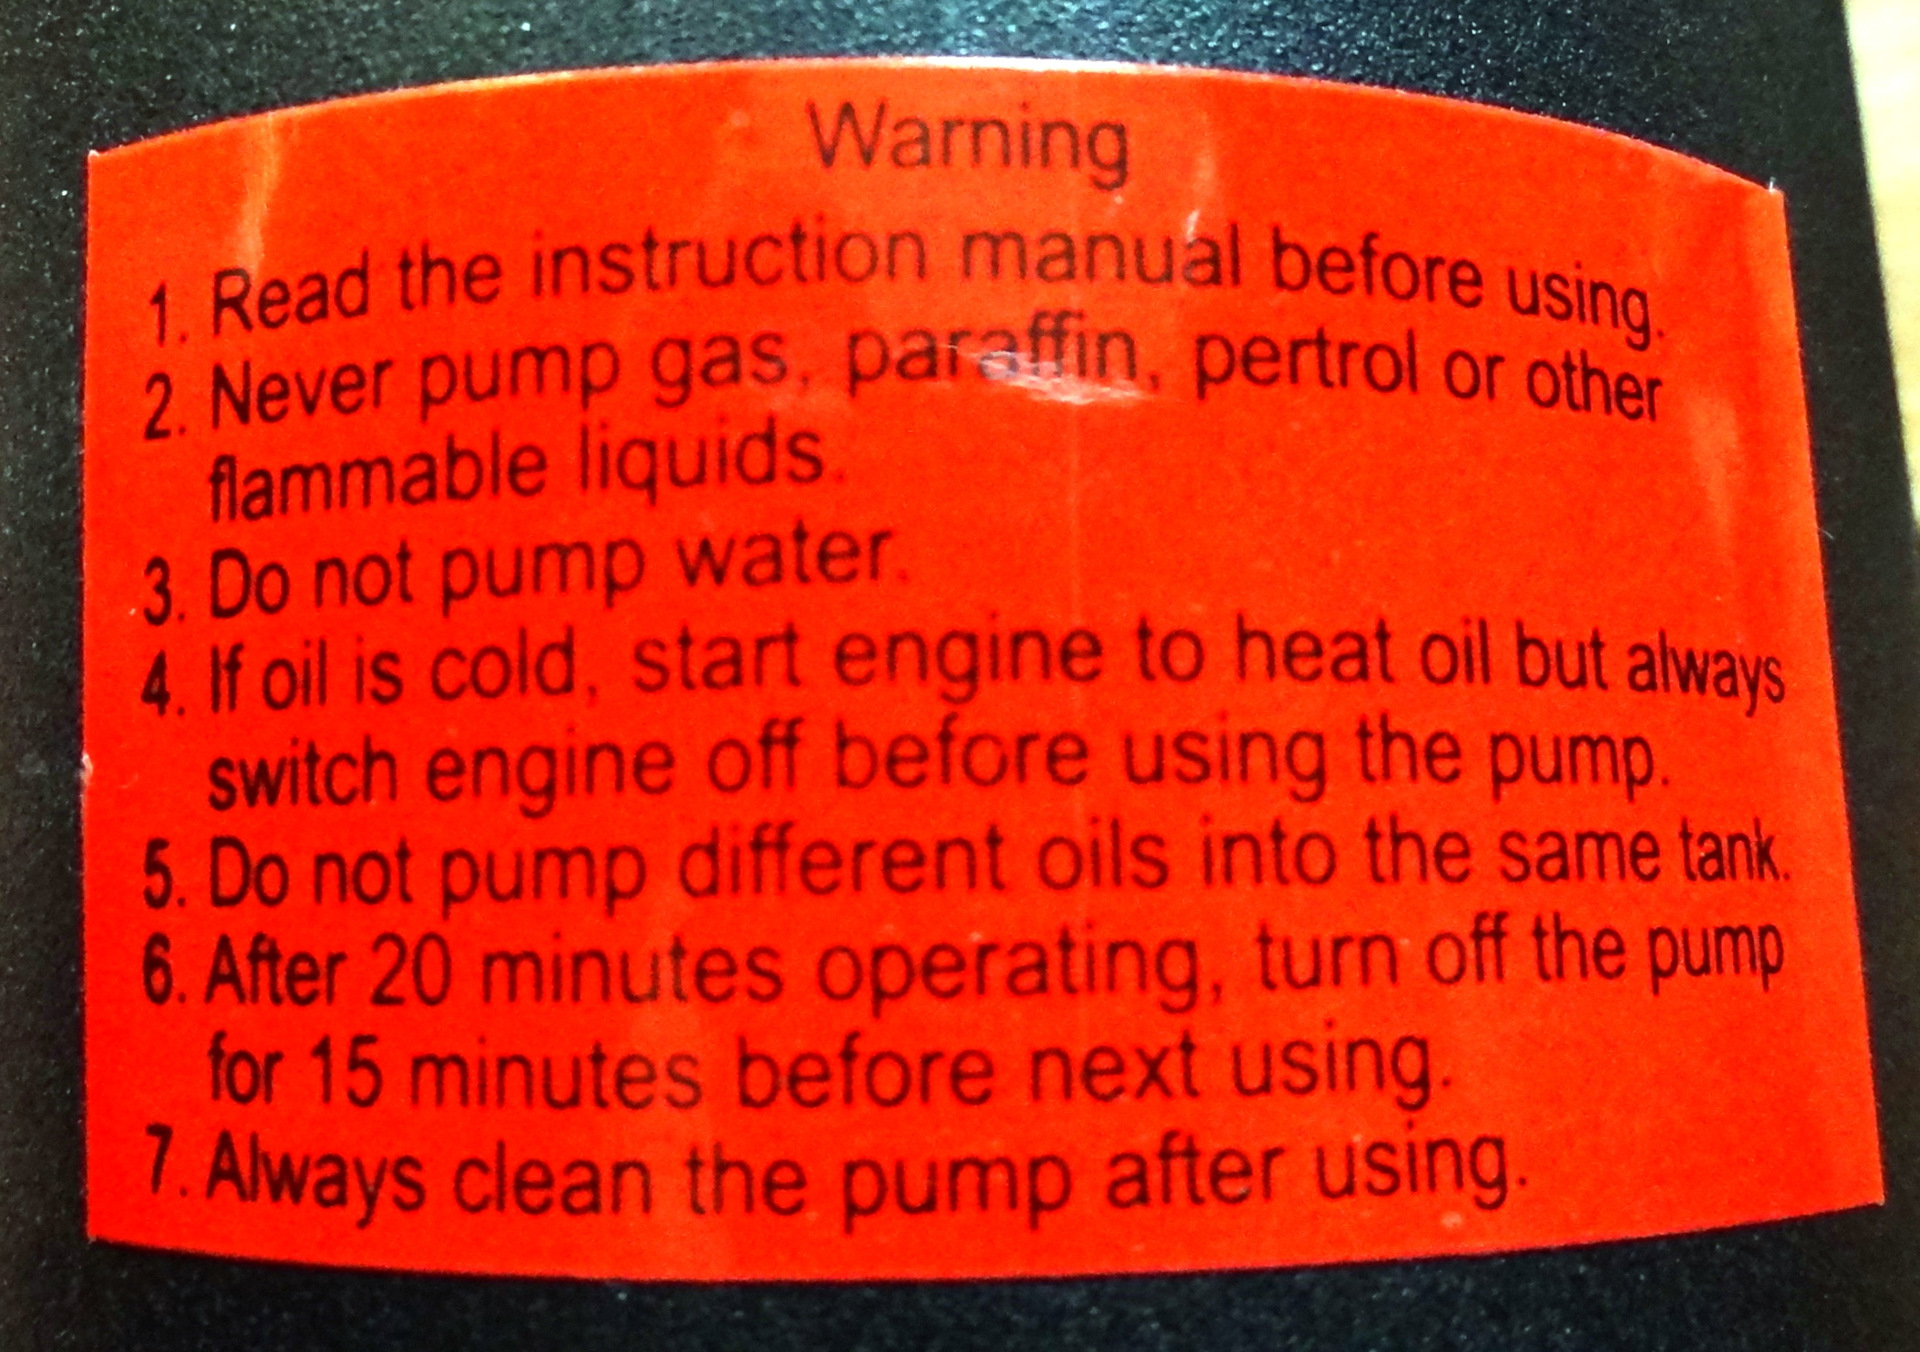 Warning
1. Read the instruction manual before using.
2. Never pump gas, paraffin, pertrol or other
flammable liquids.
3. Do not pump water.
4. If oil is cold, start engine to heat oil but always
switch engine off before using the pump.
5. Do not pump different oils into the same tank.
6. After 20 minutes operating, turn off the pump
for 15 minutes before next using.
7. Always clean the pump after using.